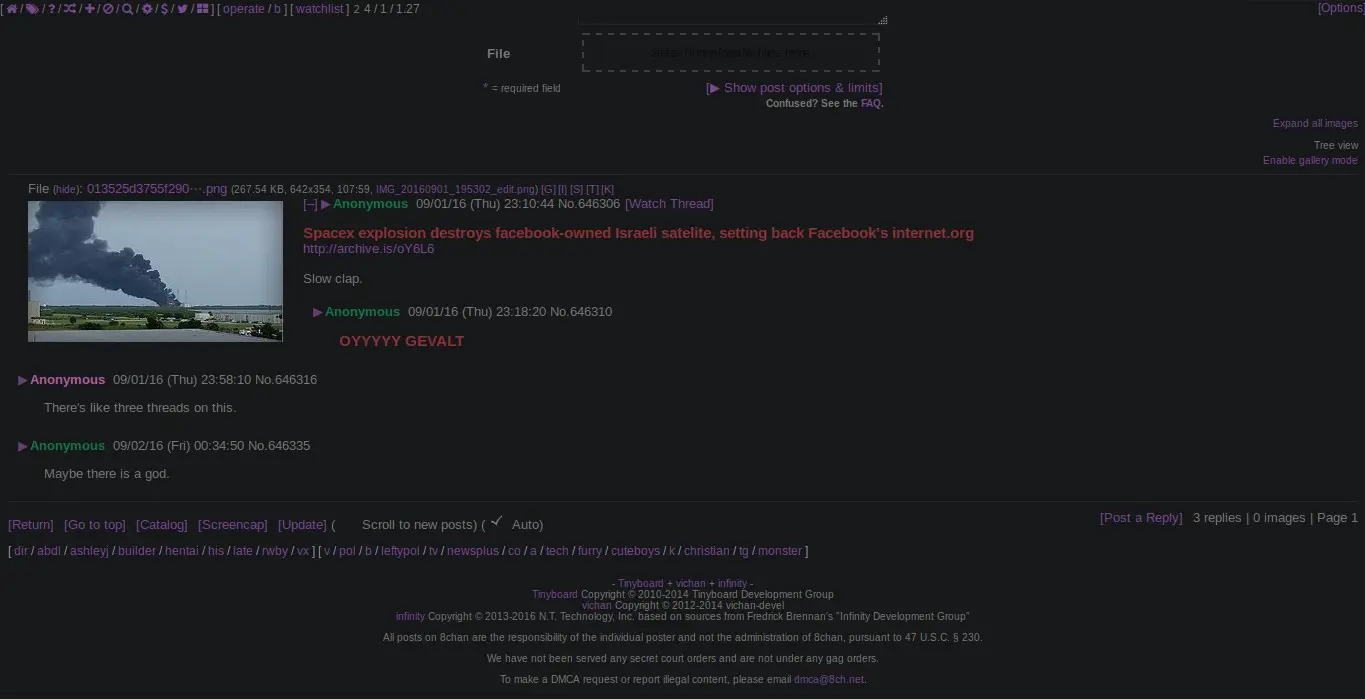 [ / / ? / / / / / / $ / / ] [ operate / b ] [ watchlist ] 2 4 / 1 / 1.27
[Options]
File
* = required field
[▶ Show post options & limits]
Confused? See the FAQ.
Expand all images
Tree view
Enable gallery mode
File (hide): 013525d3755f290···.png (267.54 KB, 642x354, 107:59, IMG_20160901_195302_edit.png) [G] [I] [S] [T] [K]
[–] ▶ Anonymous 09/01/16 (Thu) 23:10:44 No.646306 [Watch Thread]
Spacex explosion destroys facebook-owned Israeli satelite, setting back Facebook's internet.org
http://archive.is/oY6L6
Slow clap.
▶ Anonymous 09/01/16 (Thu) 23:18:20 No.646310
OYYYYY GEVALT
▶ Anonymous 09/01/16 (Thu) 23:58:10 No.646316
There's like three threads on this.
▶ Anonymous 09/02/16 (Fri) 00:34:50 No.646335
Maybe there is a god.
[Return] [Go to top] [Catalog] [Screencap] [Update] ( Scroll to new posts) ( ✓ Auto)
[Post a Reply] 3 replies | 0 images | Page 1
[ dir / abdl / ashleyj / builder / hentai / his / late / rwby / vx ] [ v / pol / b / leftypol / tv / newsplus / co / a / tech / furry / cuteboys / k / christian / tg / monster ]
- Tinyboard + vichan + infinity -
Tinyboard Copyright © 2010-2014 Tinyboard Development Group
vichan Copyright © 2012-2014 vichan-devel
infinity Copyright © 2013-2016 N.T. Technology, Inc. based on sources from Fredrick Brennan's "Infinity Development Group"
All posts on 8chan are the responsibility of the individual poster and not the administration of 8chan, pursuant to 47 U.S.C. § 230.
We have not been served any secret court orders and are not under any gag orders.
To make a DMCA request or report illegal content, please email dmca@8ch.net.